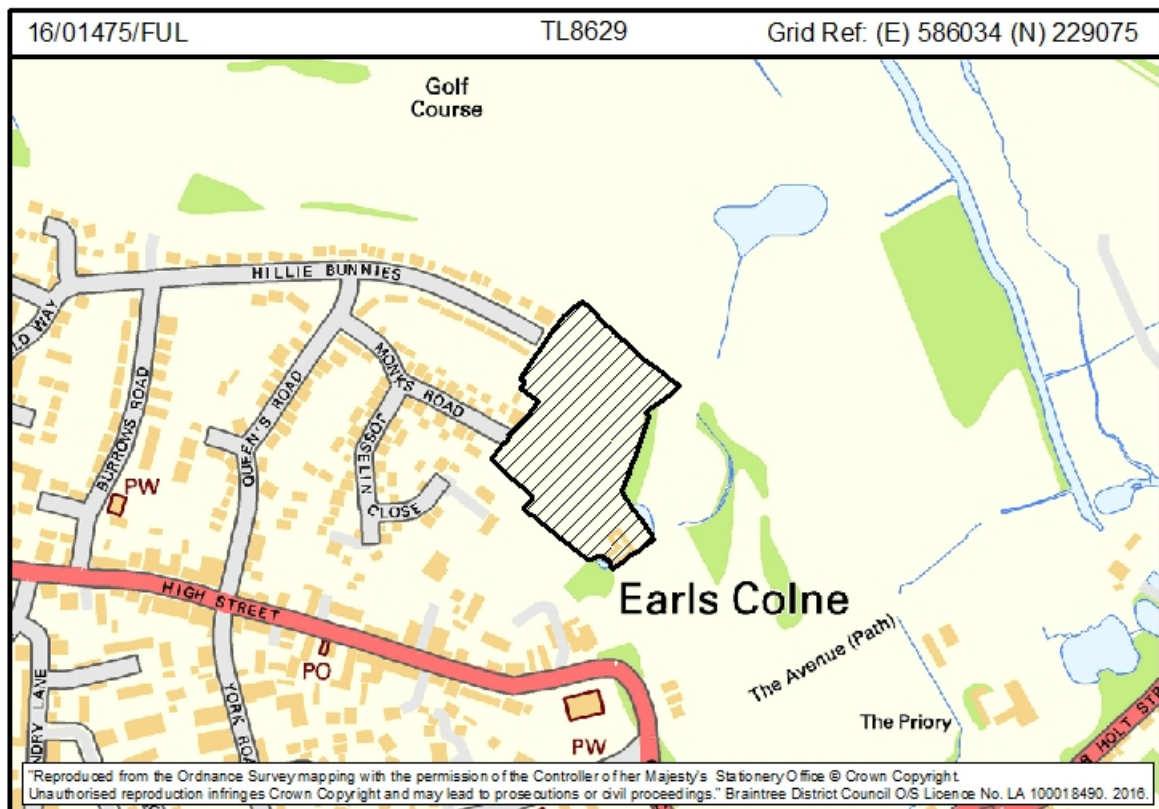 16/01475/FUL TL8629 Grid Ref: (E) 586034 (N) 229075
Golf
Course
HILLIE BUNNIES
MONKS ROAD
JOSSELIN
CLOSE
QUEEN'S ROAD
BURROWS ROAD
PW
HIGH STREET
PO
YORK
Earls Colne
The Avenue (Path)
The Priory
PW
"Reproduced from the Ordnance Survey mapping with the permission of the Controller of her Majesty's Stationery Office © Crown Copyright.
Unauthorised reproduction infringes Crown Copyright and may lead to prosecutions or civil proceedings." Braintree District Council O/S Licence No. LA 100018490. 2016.
WAY
LANE
HOLT